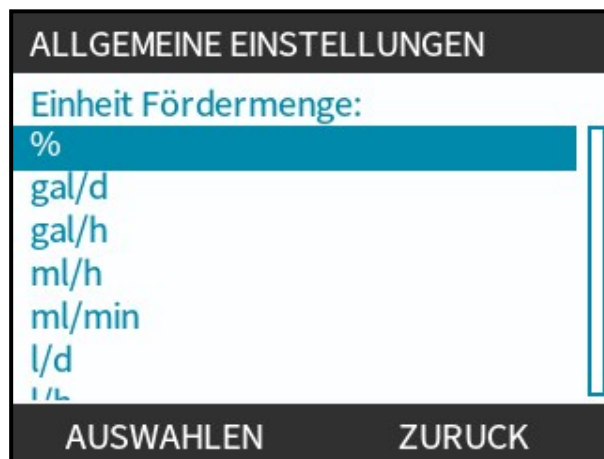 ALLGEMEINE EINSTELLUNGEN
Einheit Fördermenge:
%
gal/d
gal/h
ml/h
ml/min
l/d
AUSWAHLEN ZURUCK